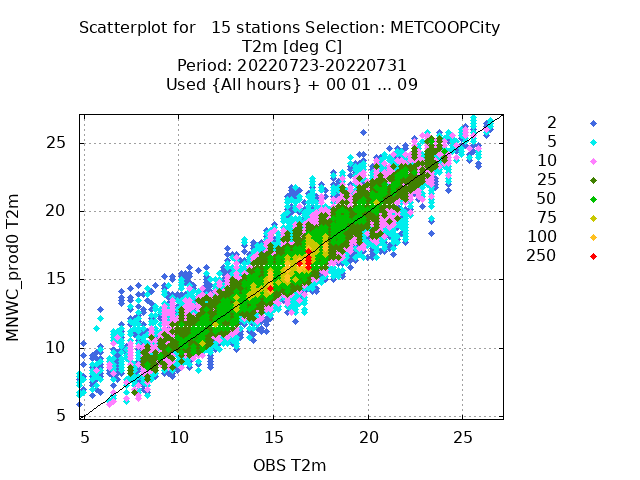 Scatterplot for   15 stations Selection: METCOOPCity
T2m [deg C]
Period: 20220723-20220731
Used {All hours} + 00 01 ... 09
MNWC_prod0 T2m
25
20
15
10
5
5 10 15 20 25
OBS T2m
2
5
10
25
50
75
100
250